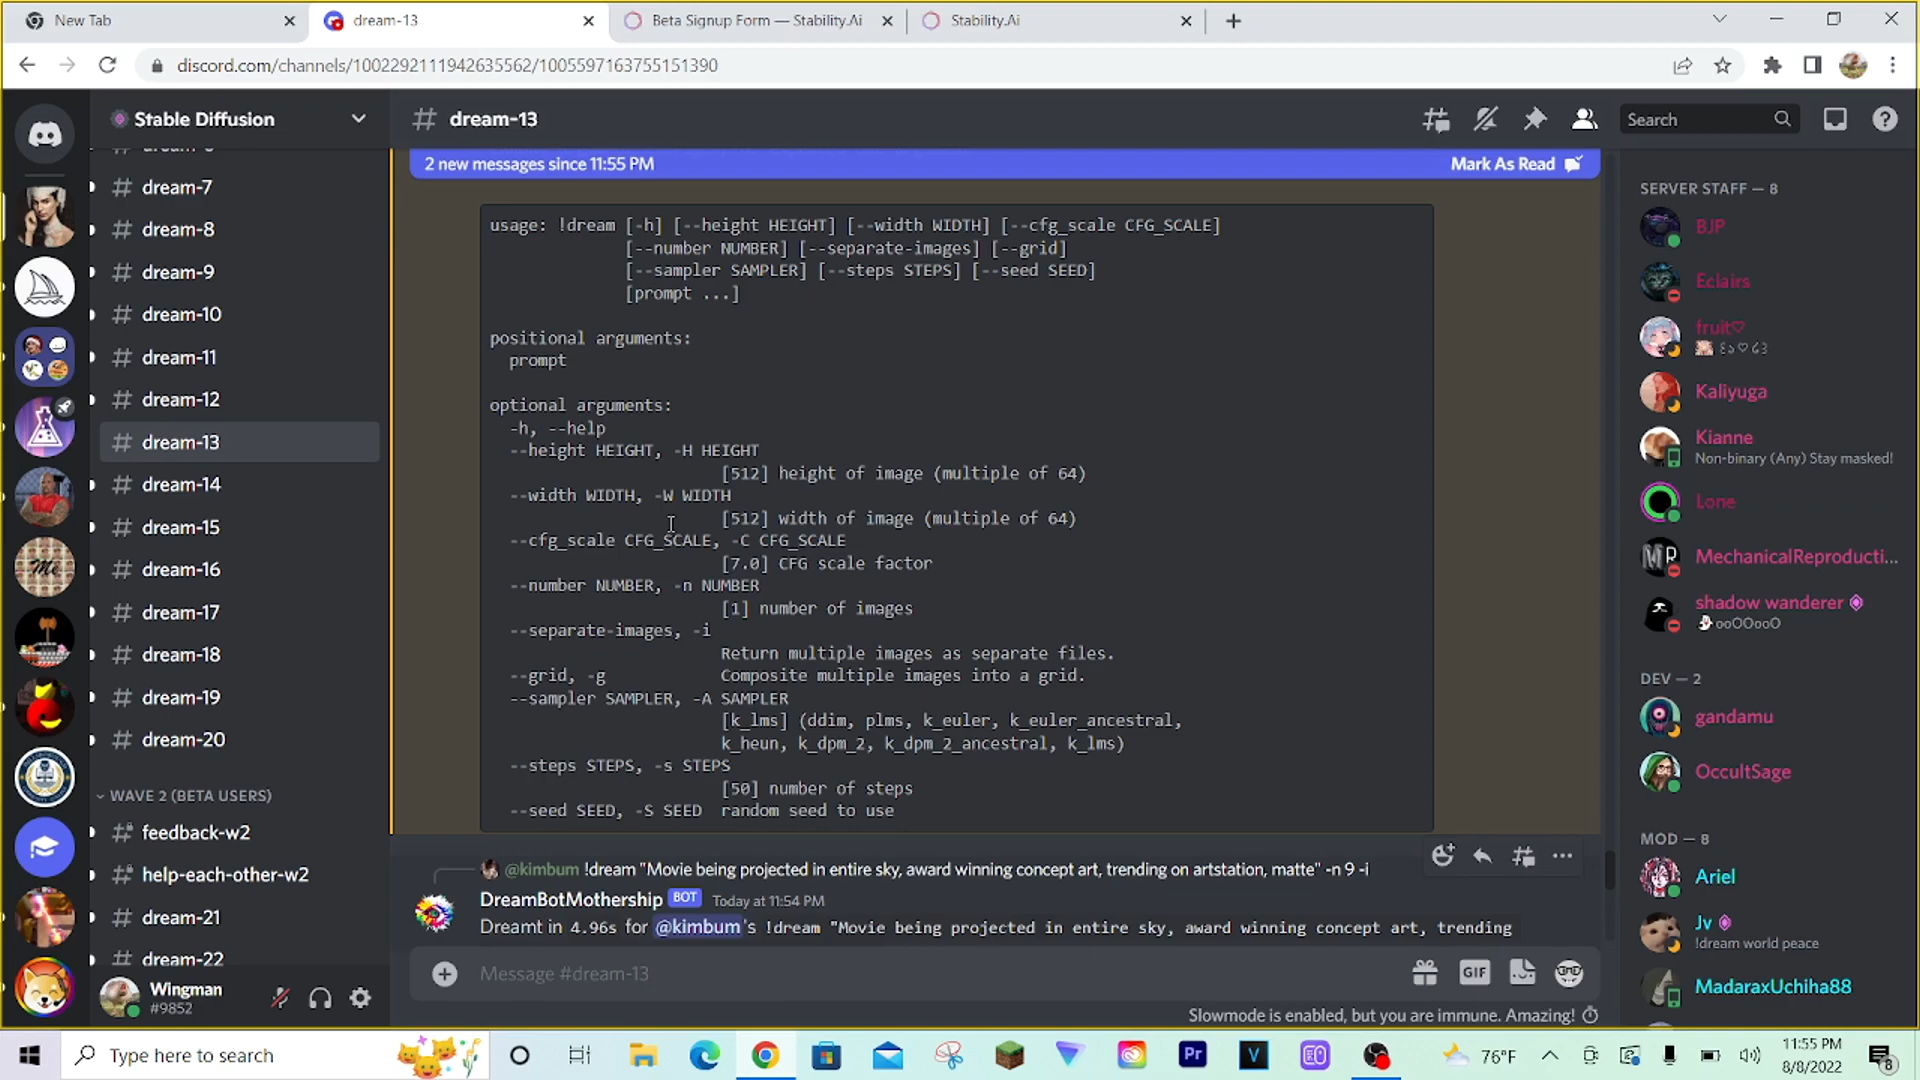 New Tab
dream-13
Beta Signup Form — Stability.Ai
Stability.Ai
discord.com/channels/1002292111942635562/1005597163755151390
Stable Diffusion
dream-13
Search
2 new messages since 11:55 PM
Mark As Read
dream-7
dream-8
dream-9
dream-10
dream-11
dream-12
dream-13
dream-14
dream-15
dream-16
dream-17
dream-18
dream-19
dream-20
WAVE 2 (BETA USERS)
feedback-w2
help-each-other-w2
dream-21
dream-22
Wingman
#9852
usage: !dream [-h] [--height HEIGHT] [--width WIDTH] [--cfg_scale CFG_SCALE]
[--number NUMBER] [--separate-images] [--grid]
[--sampler SAMPLER] [--steps STEPS] [--seed SEED]
[prompt ...]
positional arguments:
prompt
optional arguments:
-h, --help
--height HEIGHT, -H HEIGHT
[512] height of image (multiple of 64)
--width WIDTH, -W WIDTH
[512] width of image (multiple of 64)
--cfg_scale CFG_SCALE, -C CFG_SCALE
[7.0] CFG scale factor
--number NUMBER, -n NUMBER
[1] number of images
--separate-images, -i
Return multiple images as separate files.
--grid, -g Composite multiple images into a grid.
--sampler SAMPLER, -A SAMPLER
[k_lms] (ddim, plms, k_euler, k_euler_ancestral,
k_heun, k_dpm_2, k_dpm_2_ancestral, k_lms)
--steps STEPS, -s STEPS
[50] number of steps
--seed SEED, -S SEED random seed to use
@kimbum !dream "Movie being projected in entire sky, award winning concept art, trending on artstation, matte" -n 9 -i
DreamBotMothership BOT Today at 11:54 PM
Dreamt in 4.96s for @kimbum's !dream "Movie being projected in entire sky, award winning concept art, trending
Message #dream-13
GIF
Slowmode is enabled, but you are immune. Amazing!
SERVER STAFF — 8
BJP
Eclairs
fruit♡
Kaliyuga
Kianne
Non-binary (Any) Stay masked!
Lone
MechanicalReproducti...
shadow wanderer
ooOOooO
DEV — 2
gandamu
OccultSage
MOD — 8
Ariel
Jv
!dream world peace
MadaraxUchiha88
Type here to search
Pr
V
76°F
11:55 PM
8/8/2022
8